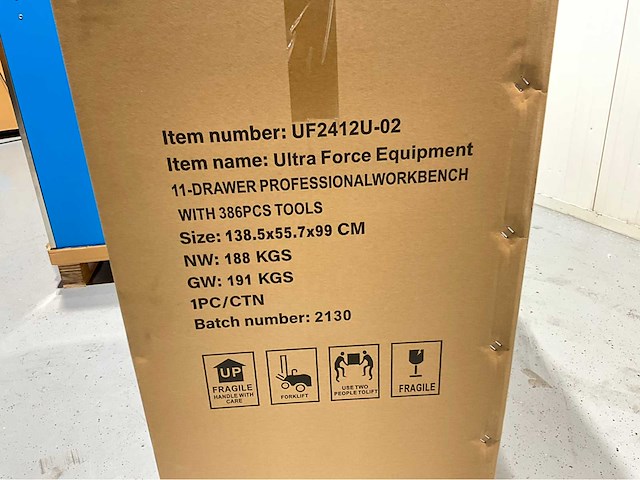 Item number: UF2412U-02
Item name: Ultra Force Equipment
11-DRAWER PROFESSIONALWORKBENCH
WITH 386PCS TOOLS
Size: 138.5x55.7x99 CM
NW: 188 KGS
GW: 191 KGS
1PC/CTN
Batch number: 2130
UP
FRAGILE
HANDLE WITH
CARE
FORKLIFT
USE TWO
PEOPLE TO LIFT
FRAGILE